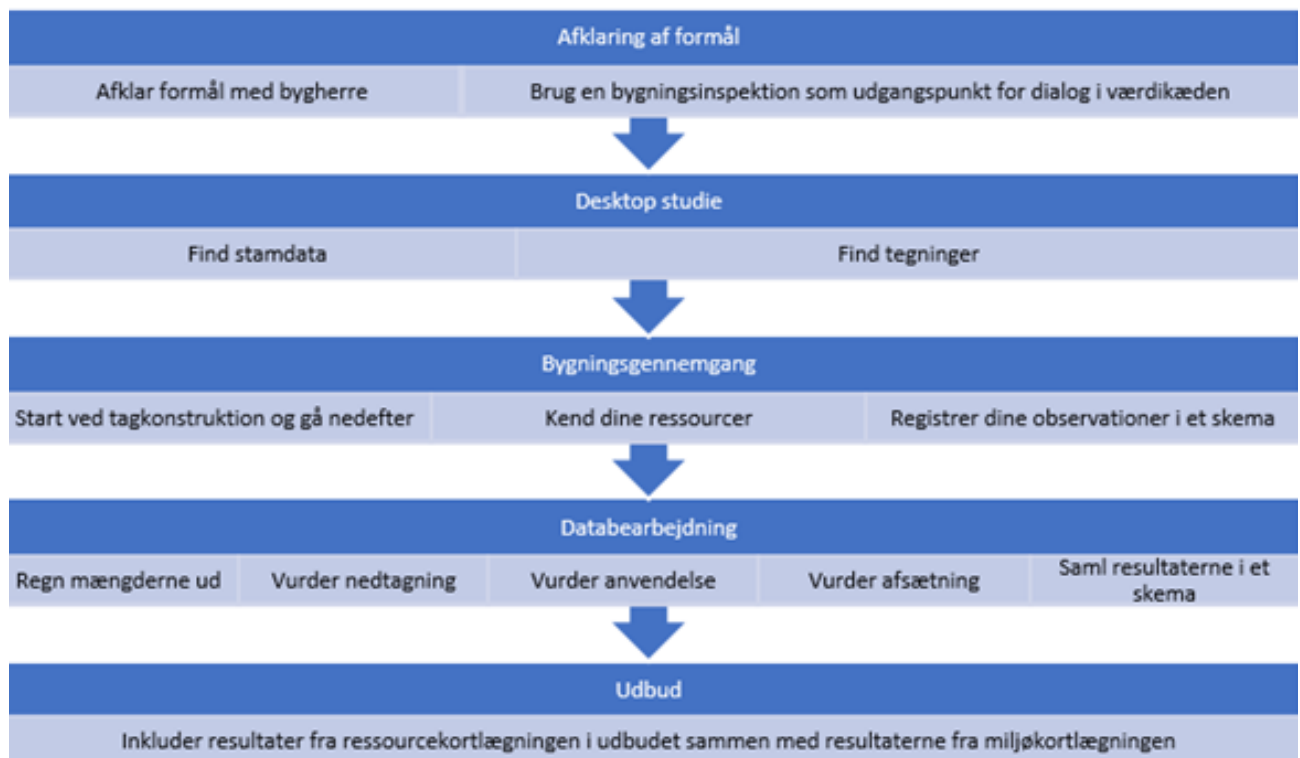 Afklaring af formål
Afklar formål med bygherre
Brug en bygningsinspektion som udgangspunkt for dialog i værdikæden
Desktop studie
Find stamdata
Find tegninger
Bygningsgennemgang
Start ved tagkonstruktion og gå nedefter
Kend dine ressourcer
Registrer dine observationer i et skema
Databearbejdning
Regn mængderne ud
Vurder nedtagning
Vurder anvendelse
Vurder afsætning
Saml resultaterne i et
skema
Udbud
Inkluder resultater fra ressourcekortlægningen i udbudet sammen med resultaterne fra miljøkortlægningen